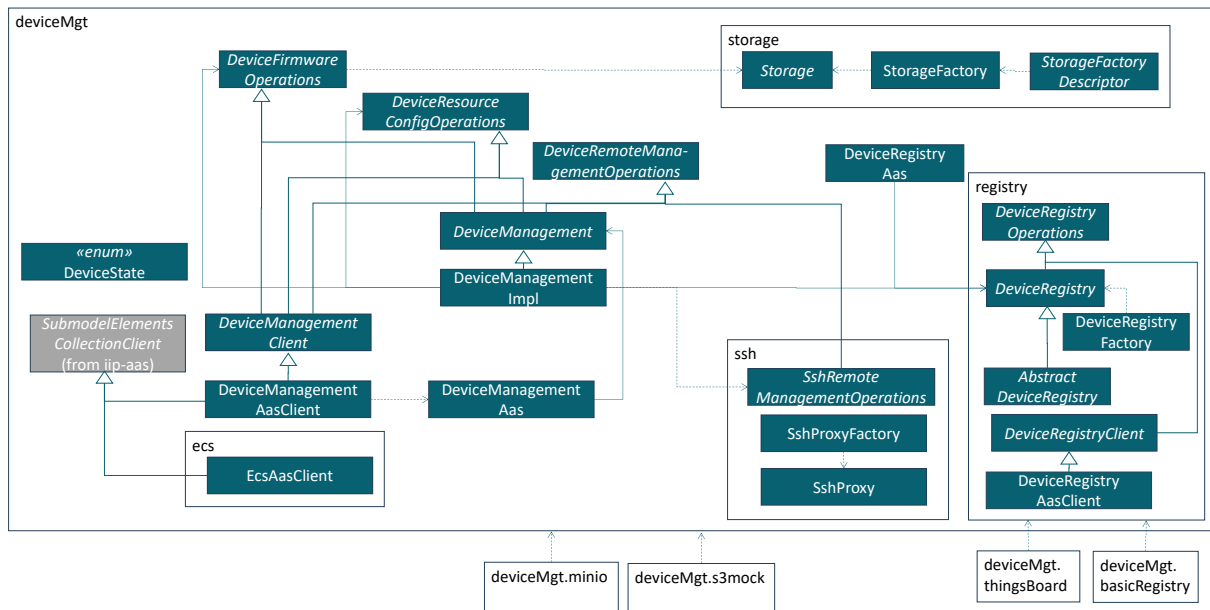 deviceMgt
storage
DeviceFirmware
Operations
Storage
StorageFactory
StorageFactory
Descriptor
DeviceResource
ConfigOperations
DeviceRemoteMana-
gementOperations
DeviceRegistry
Aas
registry
DeviceRegistry
Operations
DeviceManagement
«enum»
DeviceState
DeviceManagement
Impl
DeviceRegistry
DeviceRegistry
Factory
SubmodelElements
CollectionClient
(from iip-aas)
DeviceManagement
Client
ssh
SshRemote
ManagementOperations
Abstract
DeviceRegistry
DeviceManagement
AasClient
DeviceManagement
Aas
SshProxyFactory
DeviceRegistryClient
ecs
EcsAasClient
SshProxy
DeviceRegistry
AasClient
deviceMgt.minio
deviceMgt.s3mock
deviceMgt.
thingsBoard
deviceMgt.
basicRegistry